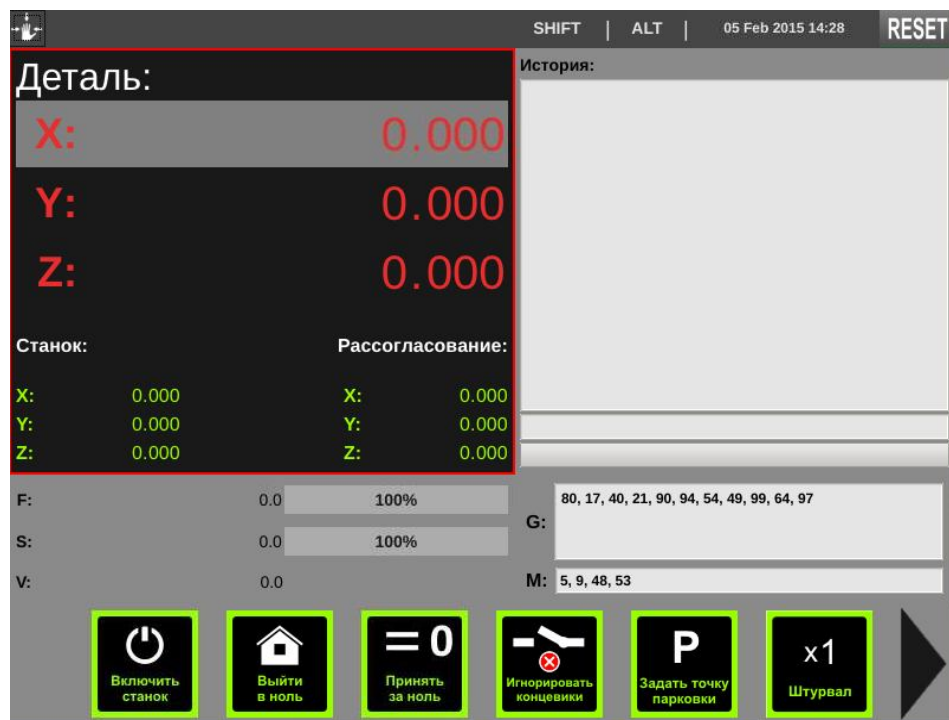 SHIFT | ALT | 05 Feb 2015 14:28 RESET
Деталь:
X: 0.000
Y: 0.000
Z: 0.000
Станок: Рассогласование:
X: 0.000 X: 0.000
Y: 0.000 Y: 0.000
Z: 0.000 Z: 0.000
История:
F: 0.0 100%
S: 0.0 100%
V: 0.0
G: 80, 17, 40, 21, 90, 94, 54, 49, 99, 64, 97
M: 5, 9, 48, 53
Включить
станок
Выйти
в ноль
= 0
Принять
за ноль
Игнорировать
концевики
P
Задать точку
парковки
x1
Штурвал